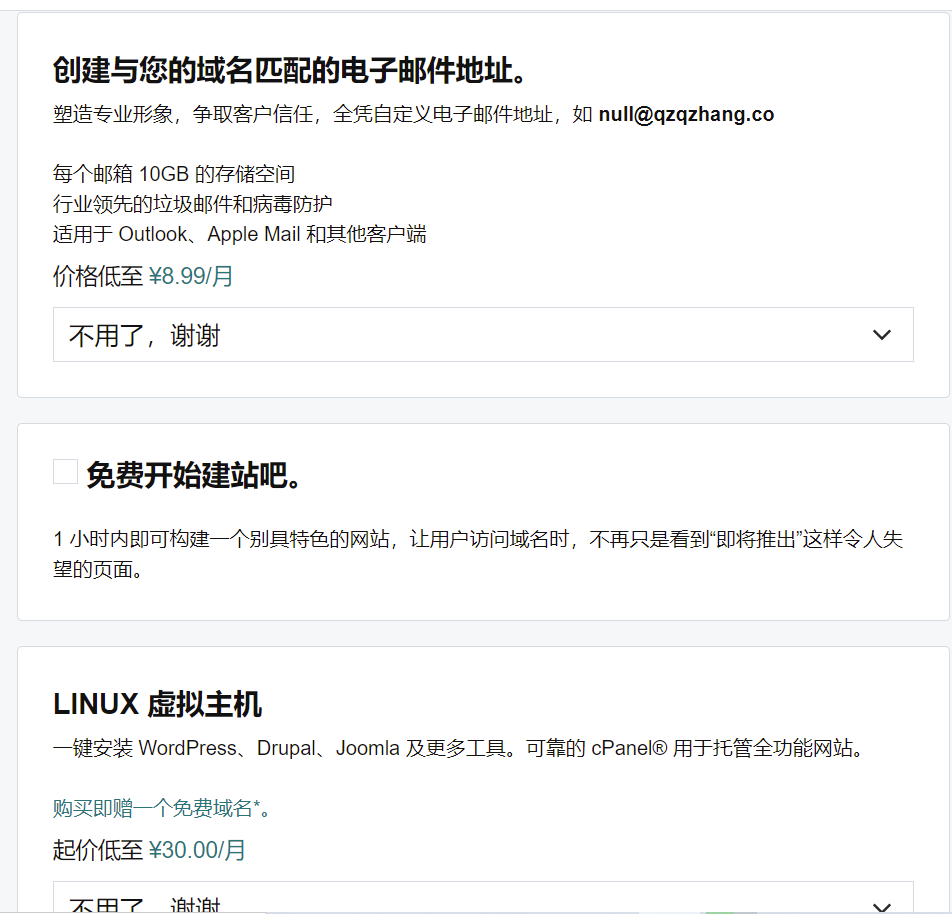 创建与您的域名匹配的电子邮件地址。
塑造专业形象，争取客户信任，全凭自定义电子邮件地址，如 null@qzqzhang.co
每个邮箱 10GB 的存储空间
行业领先的垃圾邮件和病毒防护
适用于 Outlook、Apple Mail 和其他客户端
价格低至 ¥8.99/月
不用了，谢谢
免费开始建站吧。
1 小时内即可构建一个别具特色的网站，让用户访问域名时，不再只是看到“即将推出”这样令人失
望的页面。
LINUX 虚拟主机
一键安装 WordPress、Drupal、Joomla 及更多工具。可靠的 cPanel® 用于托管全功能网站。
购买即赠一个免费域名*。
起价低至 ¥30.00/月
不用了，谢谢